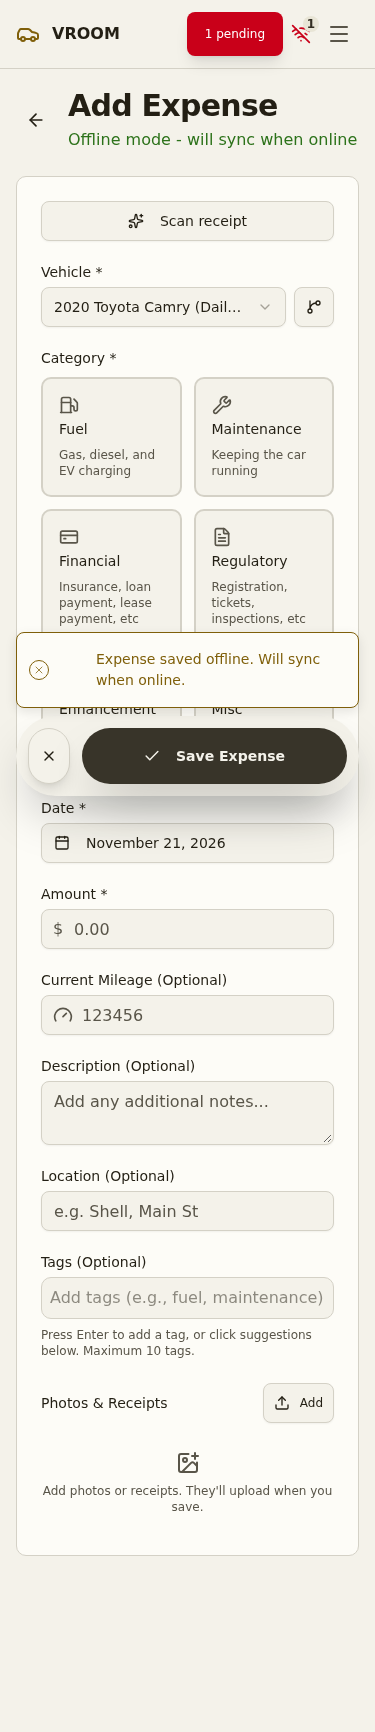 VROOM
1 pending
1
Add Expense
Offline mode - will sync when online
Scan receipt
Vehicle *
2020 Toyota Camry (Dail...
Category *
Fuel
Gas, diesel, and
EV charging
Maintenance
Keeping the car
running
Financial
Insurance, loan
payment, lease
payment, etc
Regulatory
Registration,
tickets,
inspections, etc
Expense saved offline. Will sync
when online.
Enhancement
Misc
Save Expense
Date *
November 21, 2026
Amount *
$ 0.00
Current Mileage (Optional)
123456
Description (Optional)
Add any additional notes...
Location (Optional)
e.g. Shell, Main St
Tags (Optional)
Add tags (e.g., fuel, maintenance)
Press Enter to add a tag, or click suggestions
below. Maximum 10 tags.
Photos & Receipts
Add
Add photos or receipts. They'll upload when you
save.